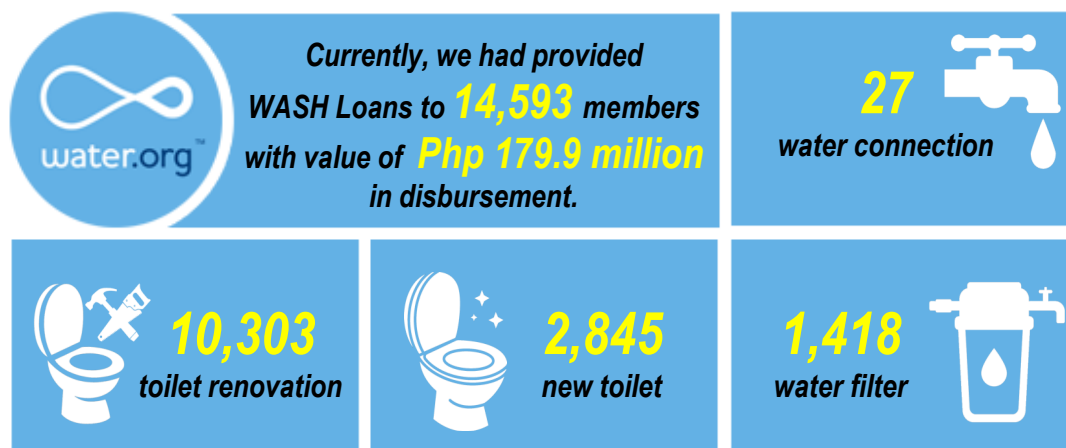 water.org™
Currently, we had provided
WASH Loans to 14,593 members
with value of Php 179.9 million
in disbursement.
27
water connection
10,303
toilet renovation
2,845
new toilet
1,418
water filter